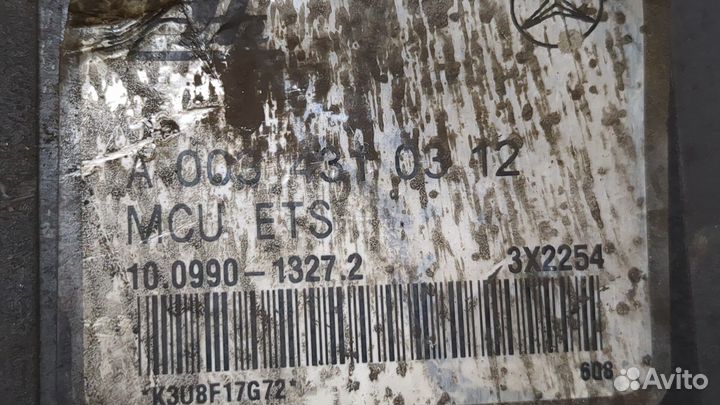 A 003 431 03 12
MCU ETS
10.0990-1327.2 3X2254
*K3U8F17G72* 608
Avito